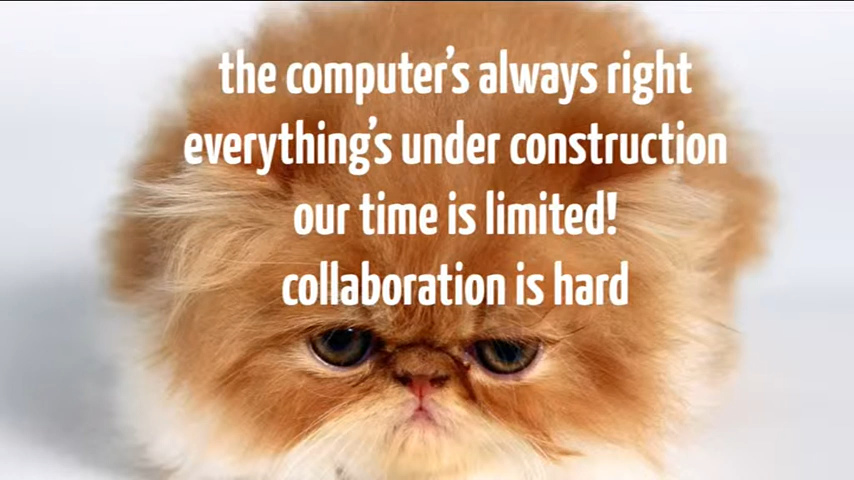 the computer's always right
everything's under construction
our time is limited!
collaboration is hard